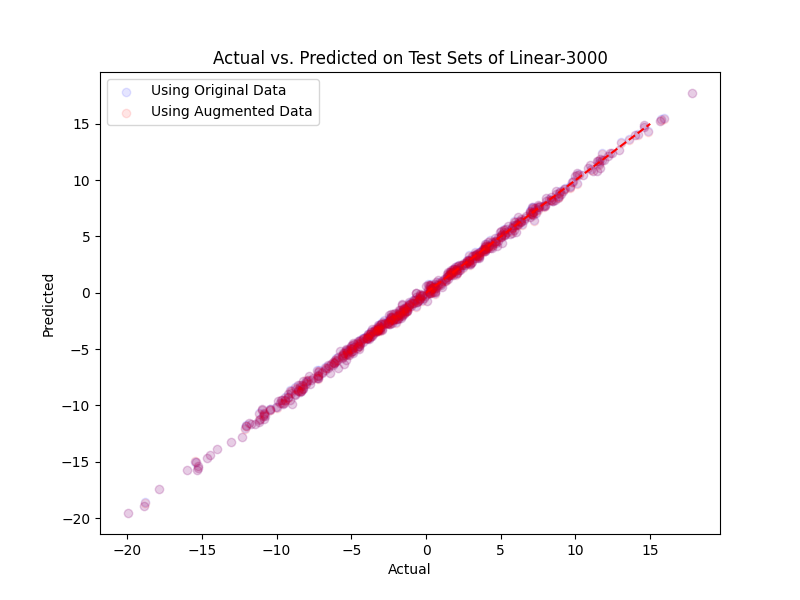 Actual vs. Predicted on Test Sets of Linear-3000
Using Original Data
Using Augmented Data
15
10
5
0
−5
−10
−15
−20
Predicted
−20 −15 −10 −5 0 5 10 15
Actual